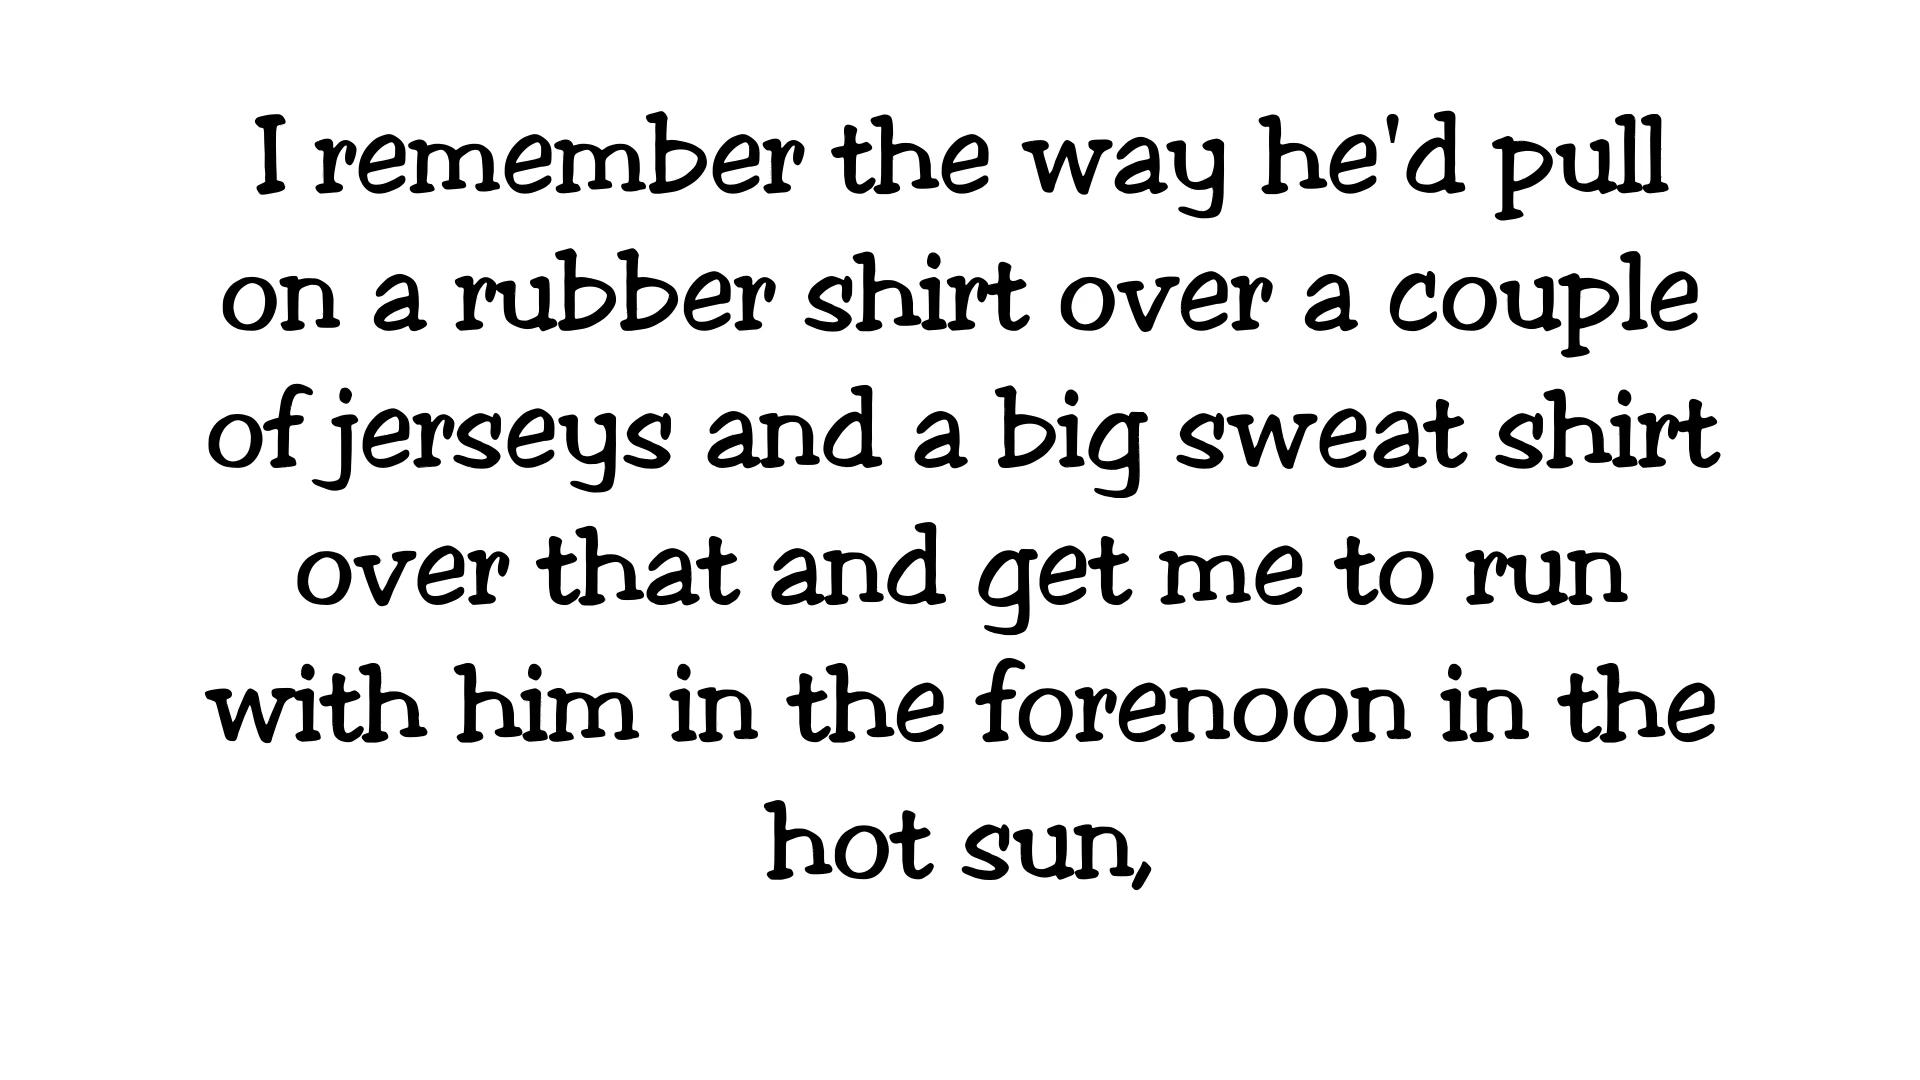 I remember the way he'd pull
on a rubber shirt over a couple
of jerseys and a big sweat shirt
over that and get me to run
with him in the forenoon in the
hot sun,